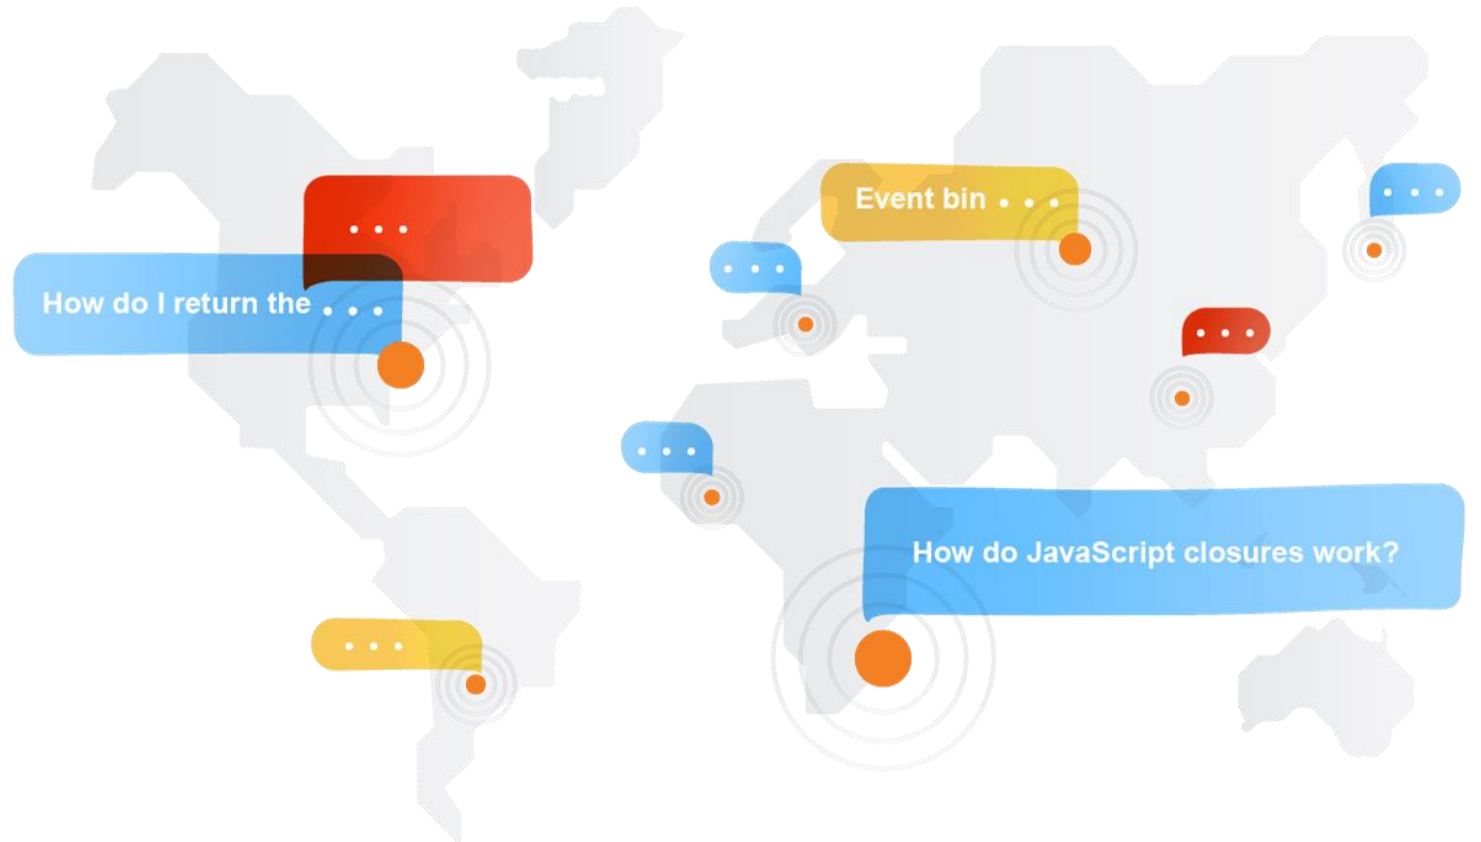 Event bin ...
How do I return the ...
How do JavaScript closures work?